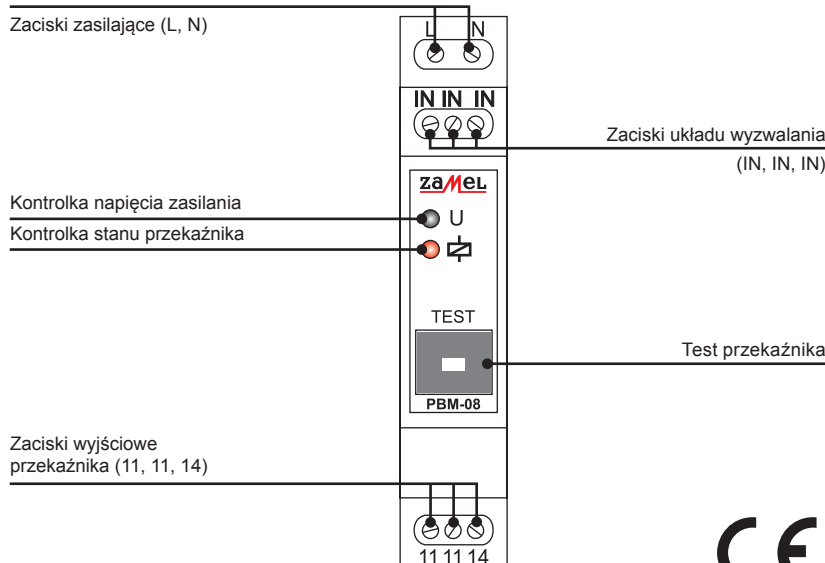 Zaciski zasilające (L, N)
L N
IN IN IN
Zaciski układu wyzwalania
(IN, IN, IN)
zamel
Kontrolka napięcia zasilania
U
Kontrolka stanu przekaźnika
TEST
Test przekaźnika
PBM-08
Zaciski wyjściowe
przekaźnika (11, 11, 14)
11 11 14
CE